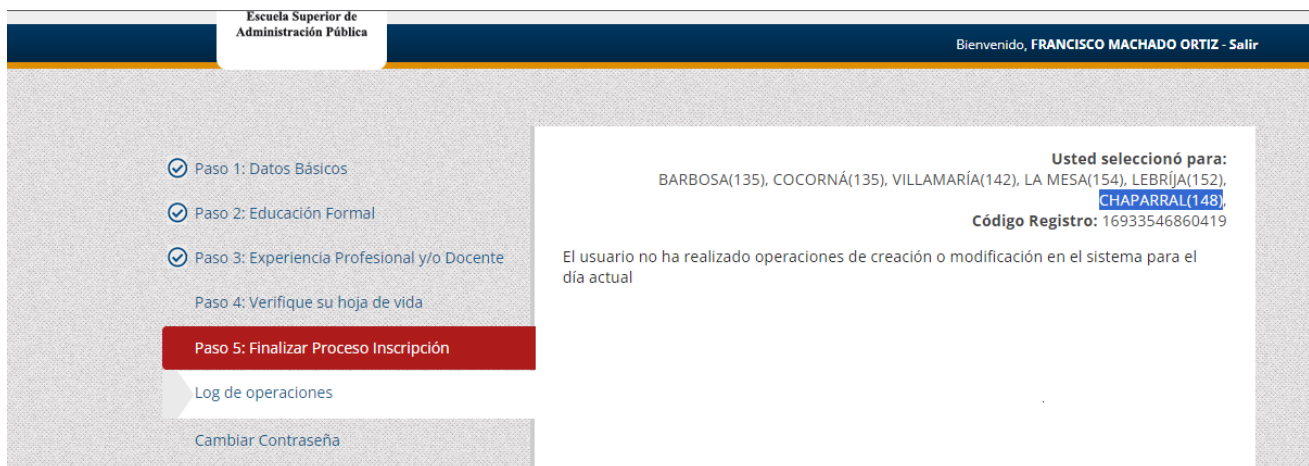 Escuela Superior de
Administración Pública
Bienvenido, FRANCISCO MACHADO ORTIZ - Salir
Paso 1: Datos Básicos
Paso 2: Educación Formal
Paso 3: Experiencia Profesional y/o Docente
Paso 4: Verifique su hoja de vida
Paso 5: Finalizar Proceso Inscripción
Log de operaciones
Cambiar Contraseña
Usted seleccionó para:
BARBOSA(135), COCORNÁ(135), VILLAMARÍA(142), LA MESA(154), LEBRÍJA(152),
CHAPARRAL(148),
Código Registro: 16933546860419
El usuario no ha realizado operaciones de creación o modificación en el sistema para el
día actual